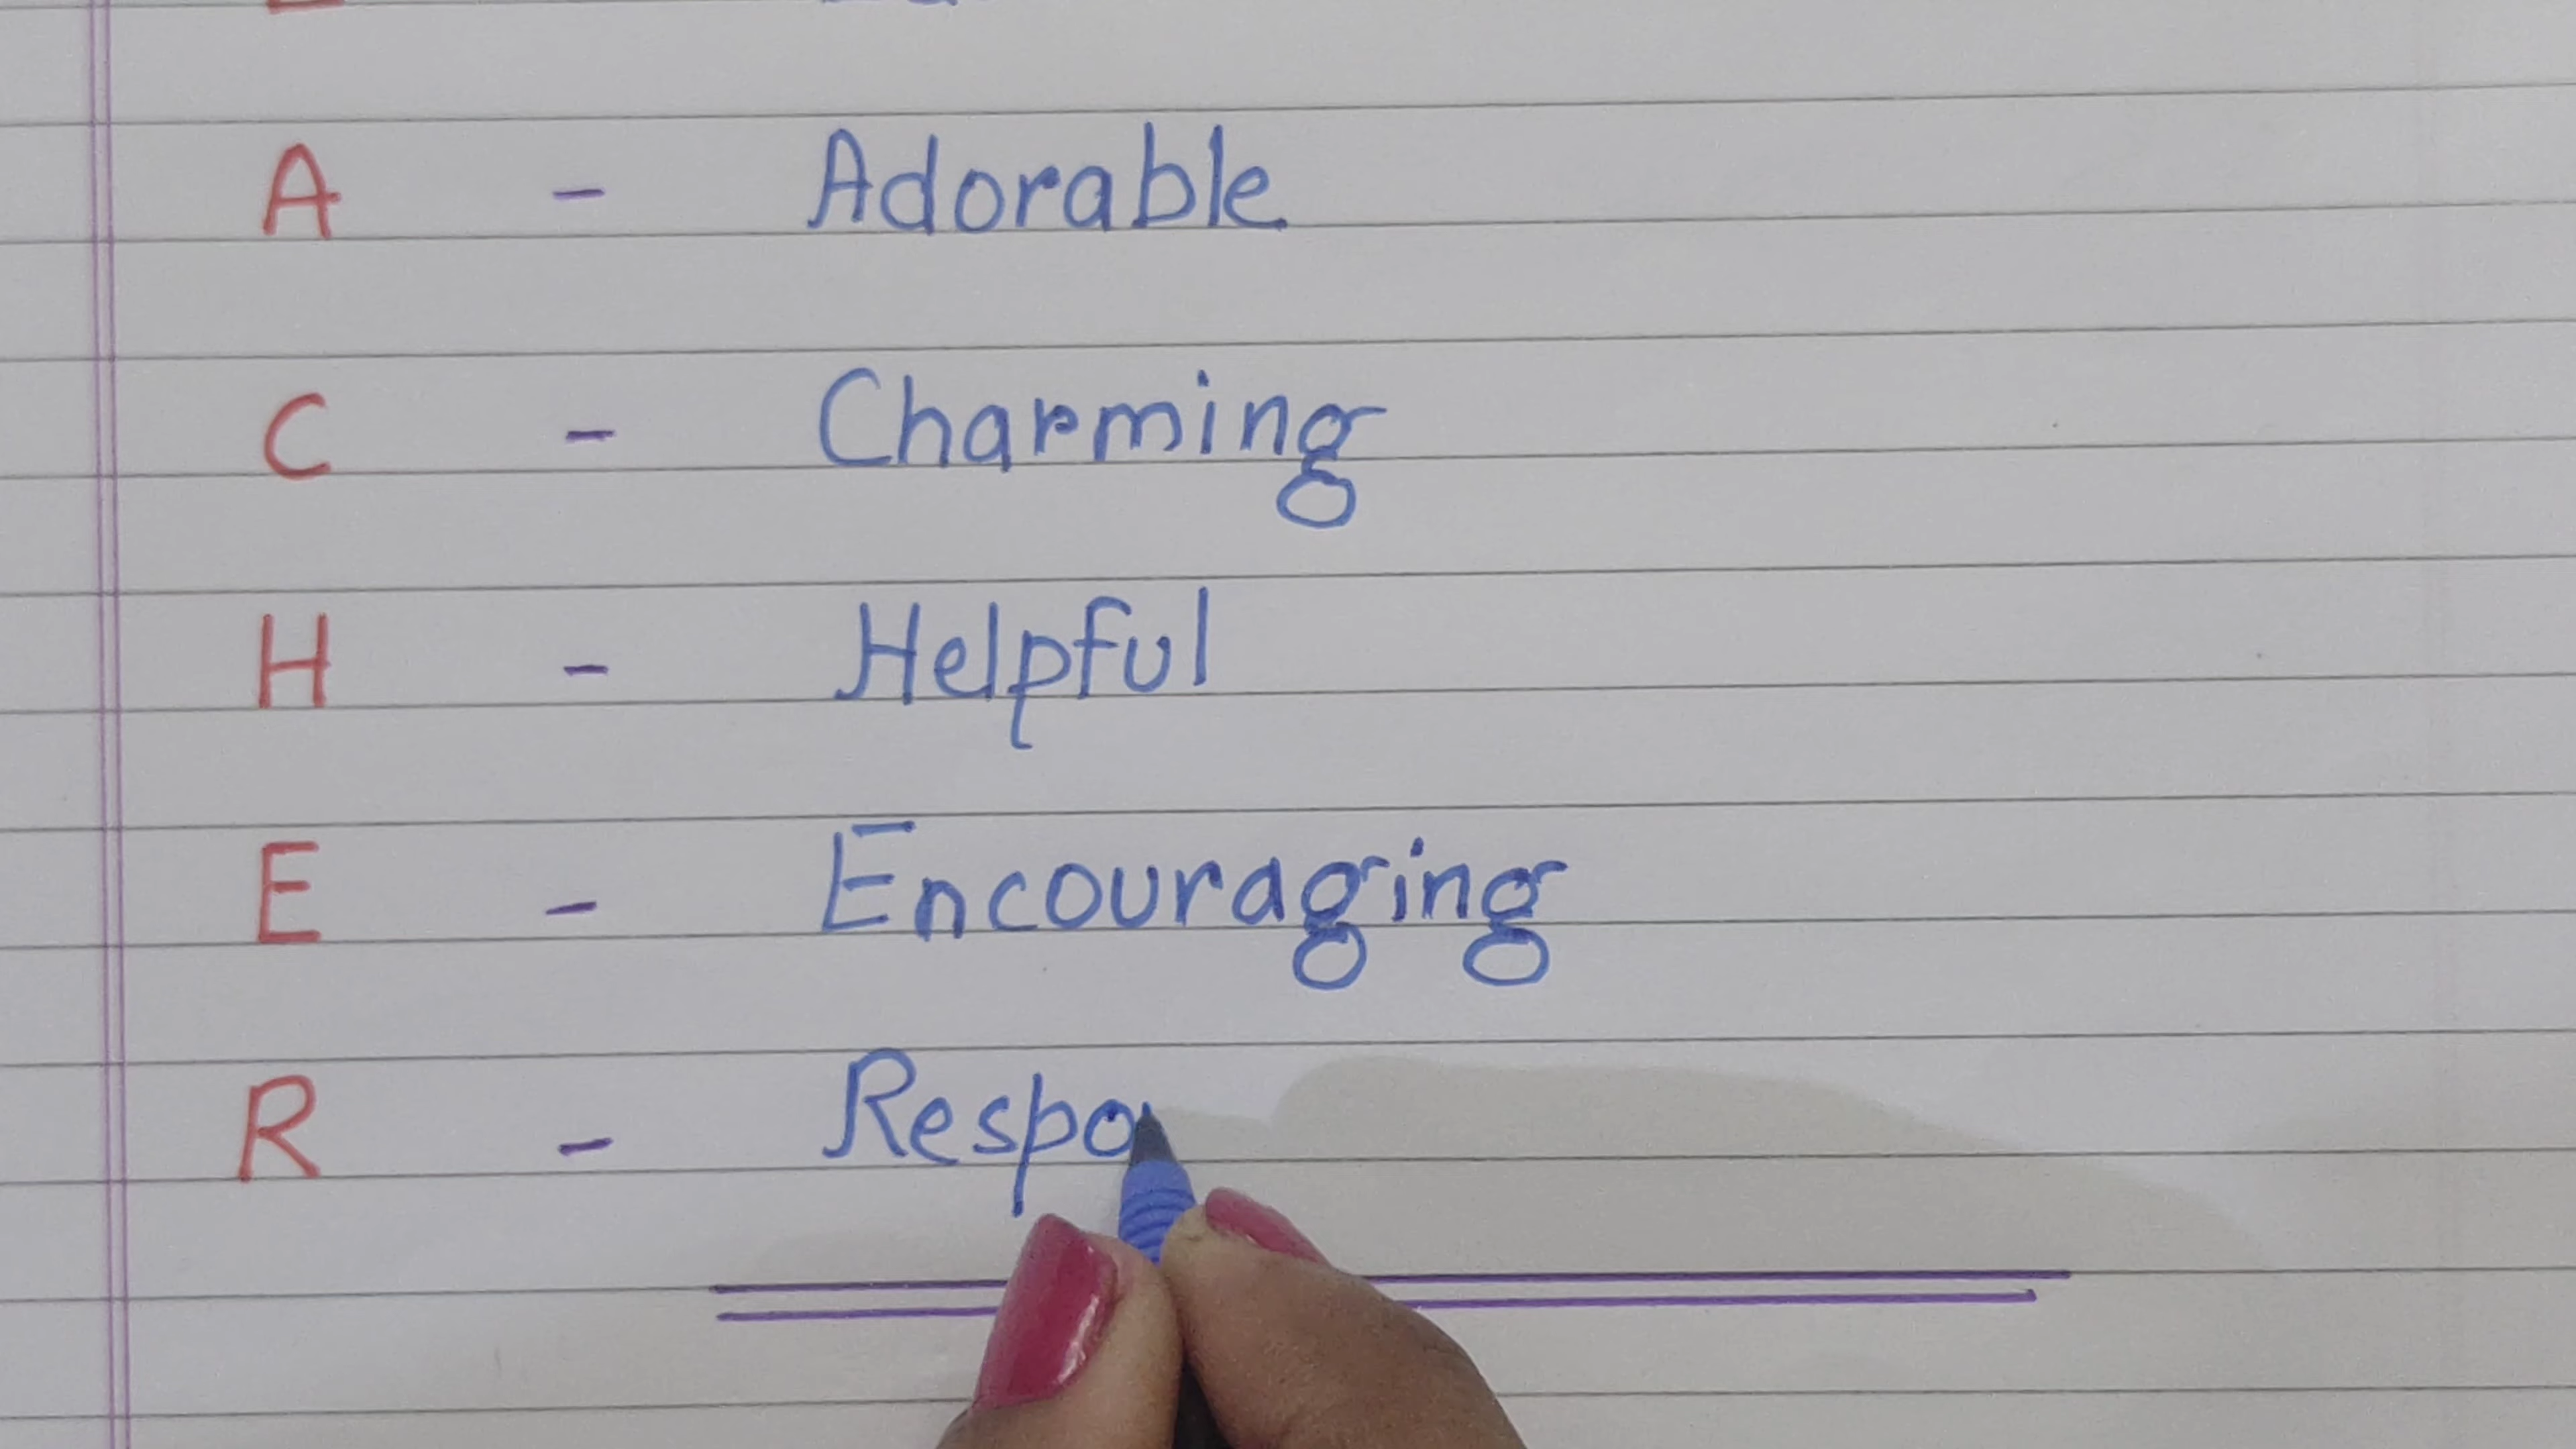 A - Adorable
C - Charming
H - Helpful
E - Encouraging
R - Respo